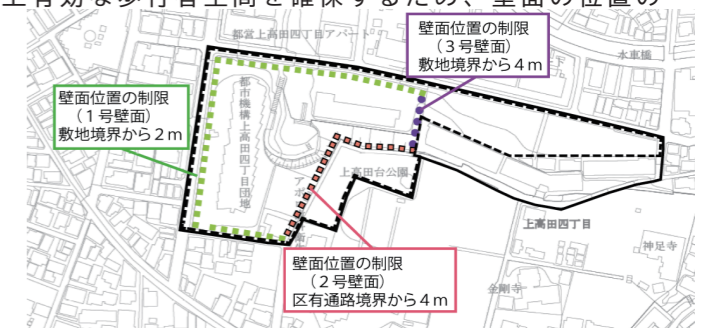 上有効な歩行者空間を確保するため、壁面の位置の
都営上高田四丁目アパート
壁面位置の制限
（３号壁面）
敷地境界から４ｍ
水車橋
壁面位置の制限
（１号壁面）
敷地境界から２ｍ
都市機構上高田四丁目団地
上高田台公園
上高田四丁目
神足寺
壁面位置の制限
（２号壁面）
区有通路境界から４ｍ
金剛寺